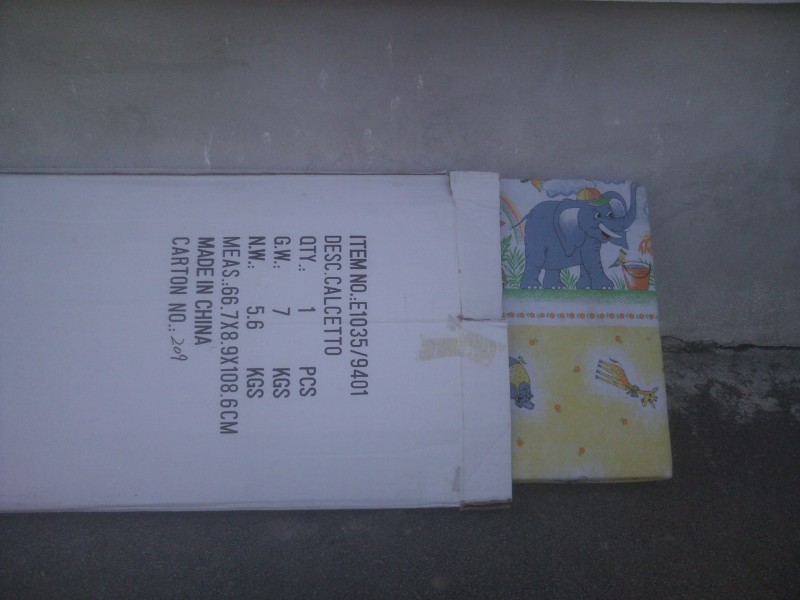 ITEM NO.:E1035/9401
DESC.CALCETTO
QTY.: 1 PCS
G.W.: 7 KGS
N.W.: 5.6 KGS
MEAS.:66.7X8.9X108.6CM
MADE IN CHINA
CARTON NO.: 209